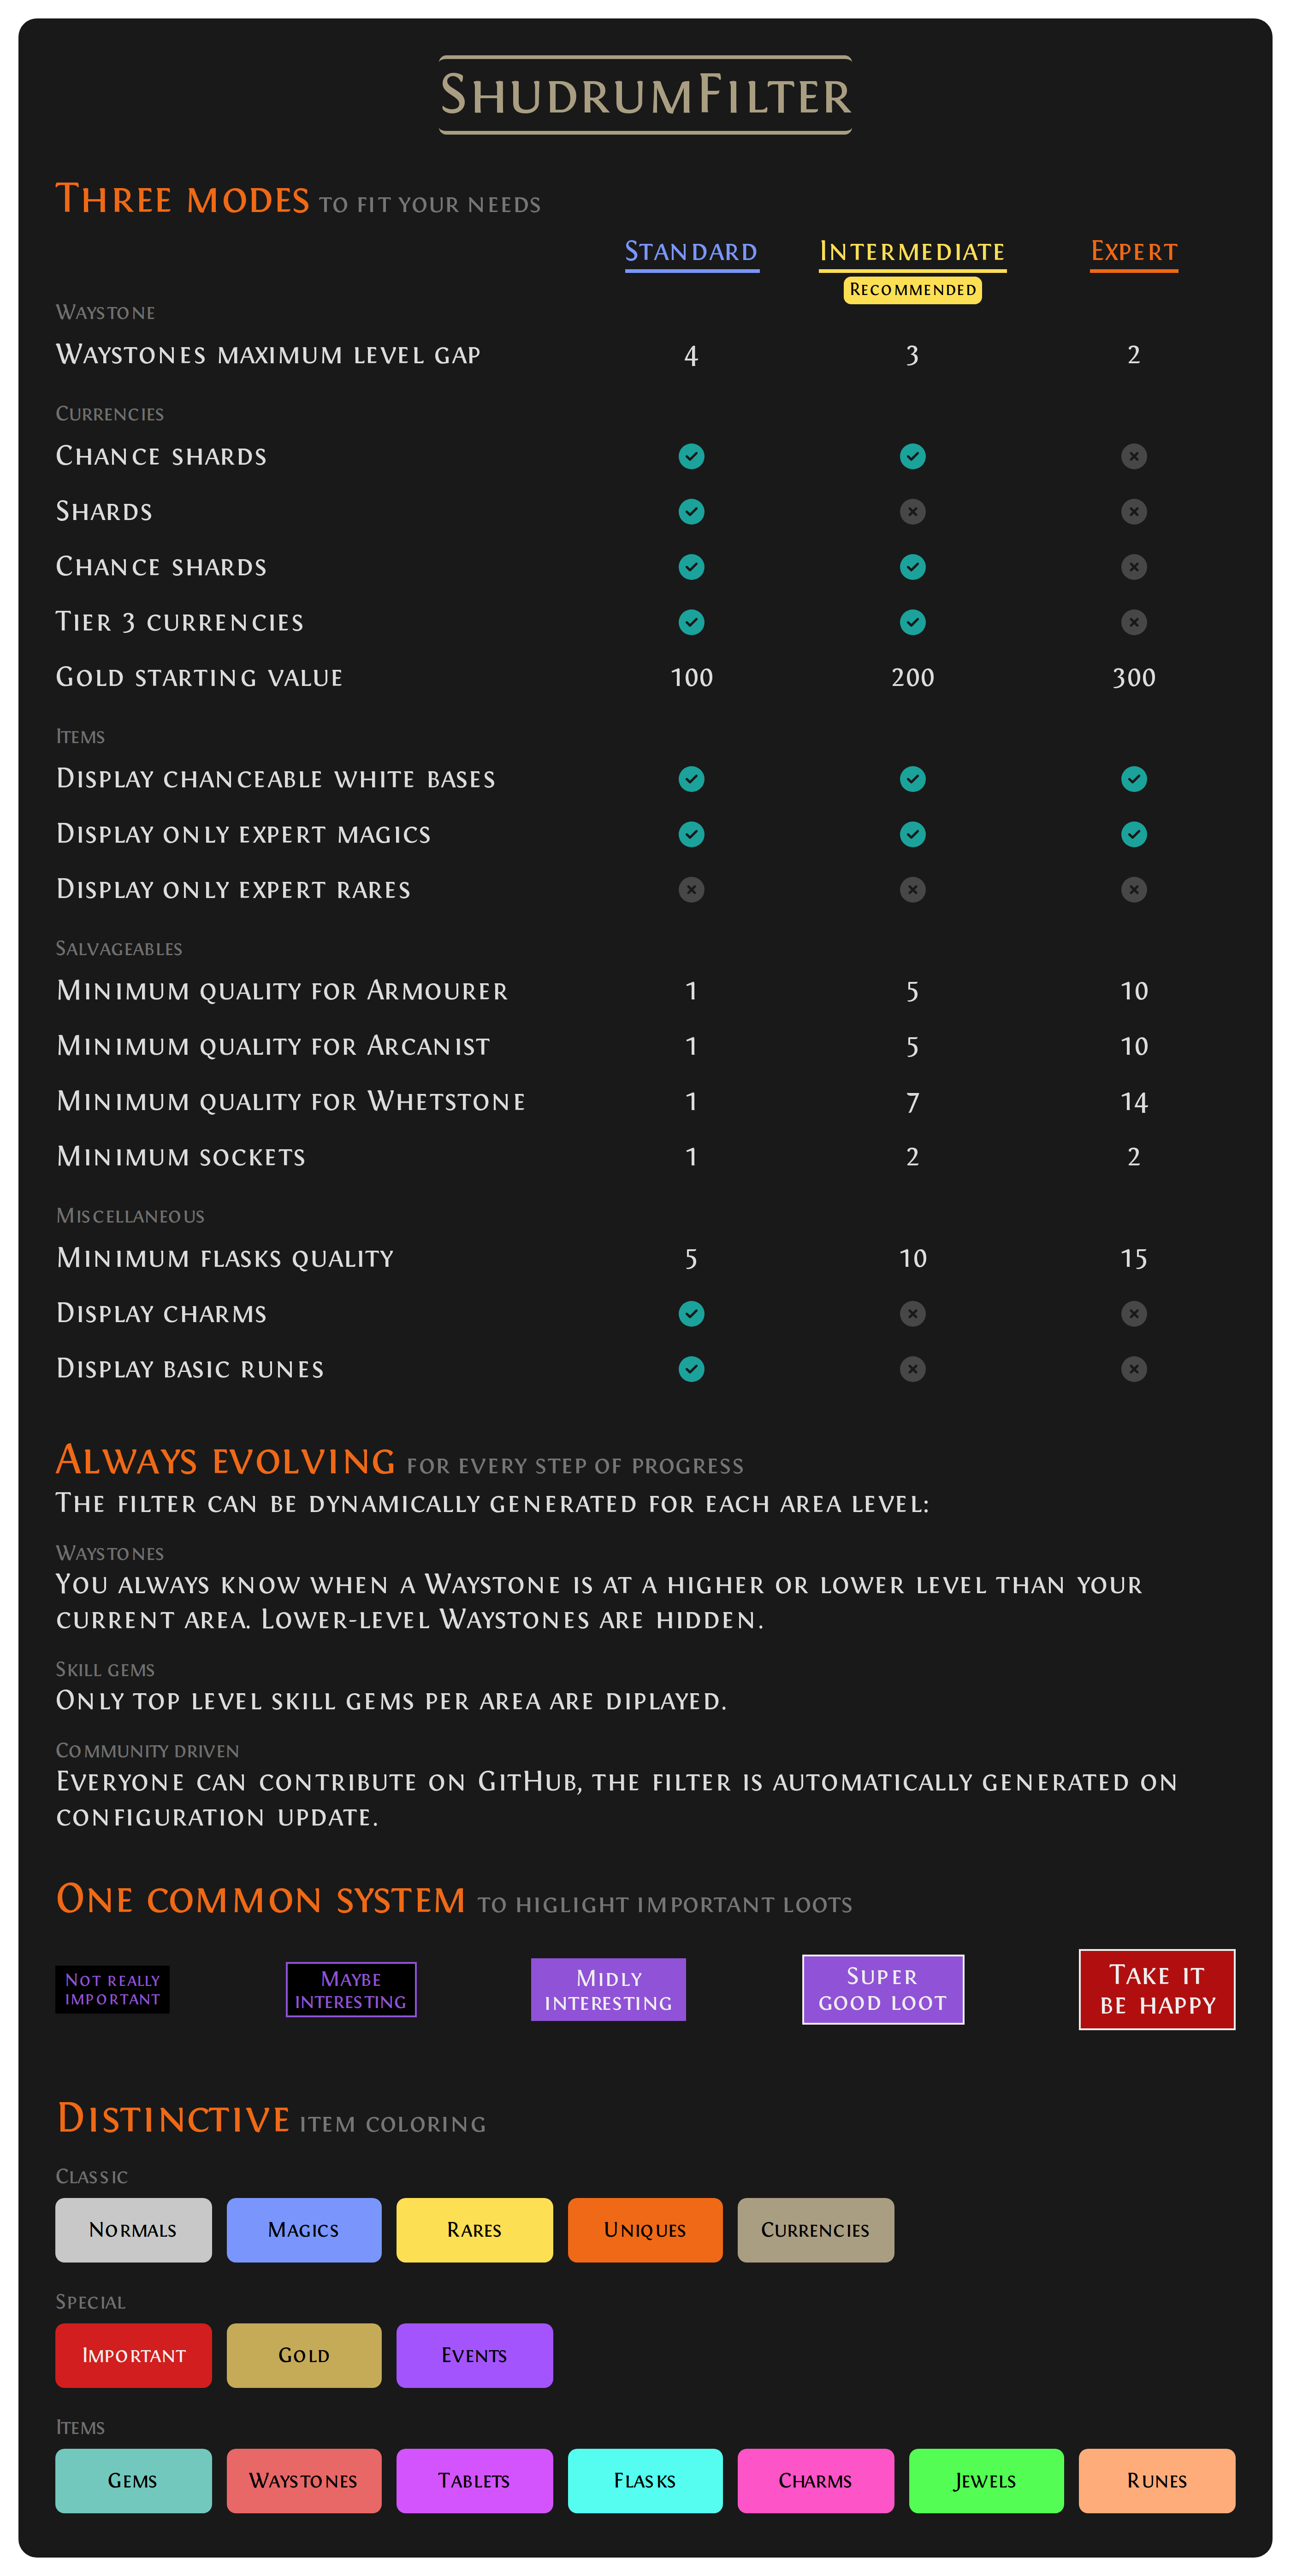 ShudrumFilter
Three modes to fit your needs
Standard Intermediate Expert
Recommended
Waystone
Waystones maximum level gap 4 3 2
Currencies
Chance shards
Shards
Chance shards
Tier 3 currencies
Gold starting value 100 200 300
Items
Display chanceable white bases
Display only expert magics
Display only expert rares
Salvageables
Minimum quality for Armourer 1 5 10
Minimum quality for Arcanist 1 5 10
Minimum quality for Whetstone 1 7 14
Minimum sockets 1 2 2
Miscellaneous
Minimum flasks quality 5 10 15
Display charms
Display basic runes
Always evolving for every step of progress
The filter can be dynamically generated for each area level:
Waystones
You always know when a Waystone is at a higher or lower level than your
current area. Lower-level Waystones are hidden.
Skill gems
Only top level skill gems per area are diplayed.
Community driven
Everyone can contribute on GitHub, the filter is automatically generated on
configuration update.
One common system to higlight important loots
Not really
important
Maybe
interesting
Midly
interesting
Super
good loot
Take it
be happy
Distinctive item coloring
Classic
Normals Magics Rares Uniques Currencies
Special
Important Gold Events
Items
Gems Waystones Tablets Flasks Charms Jewels Runes